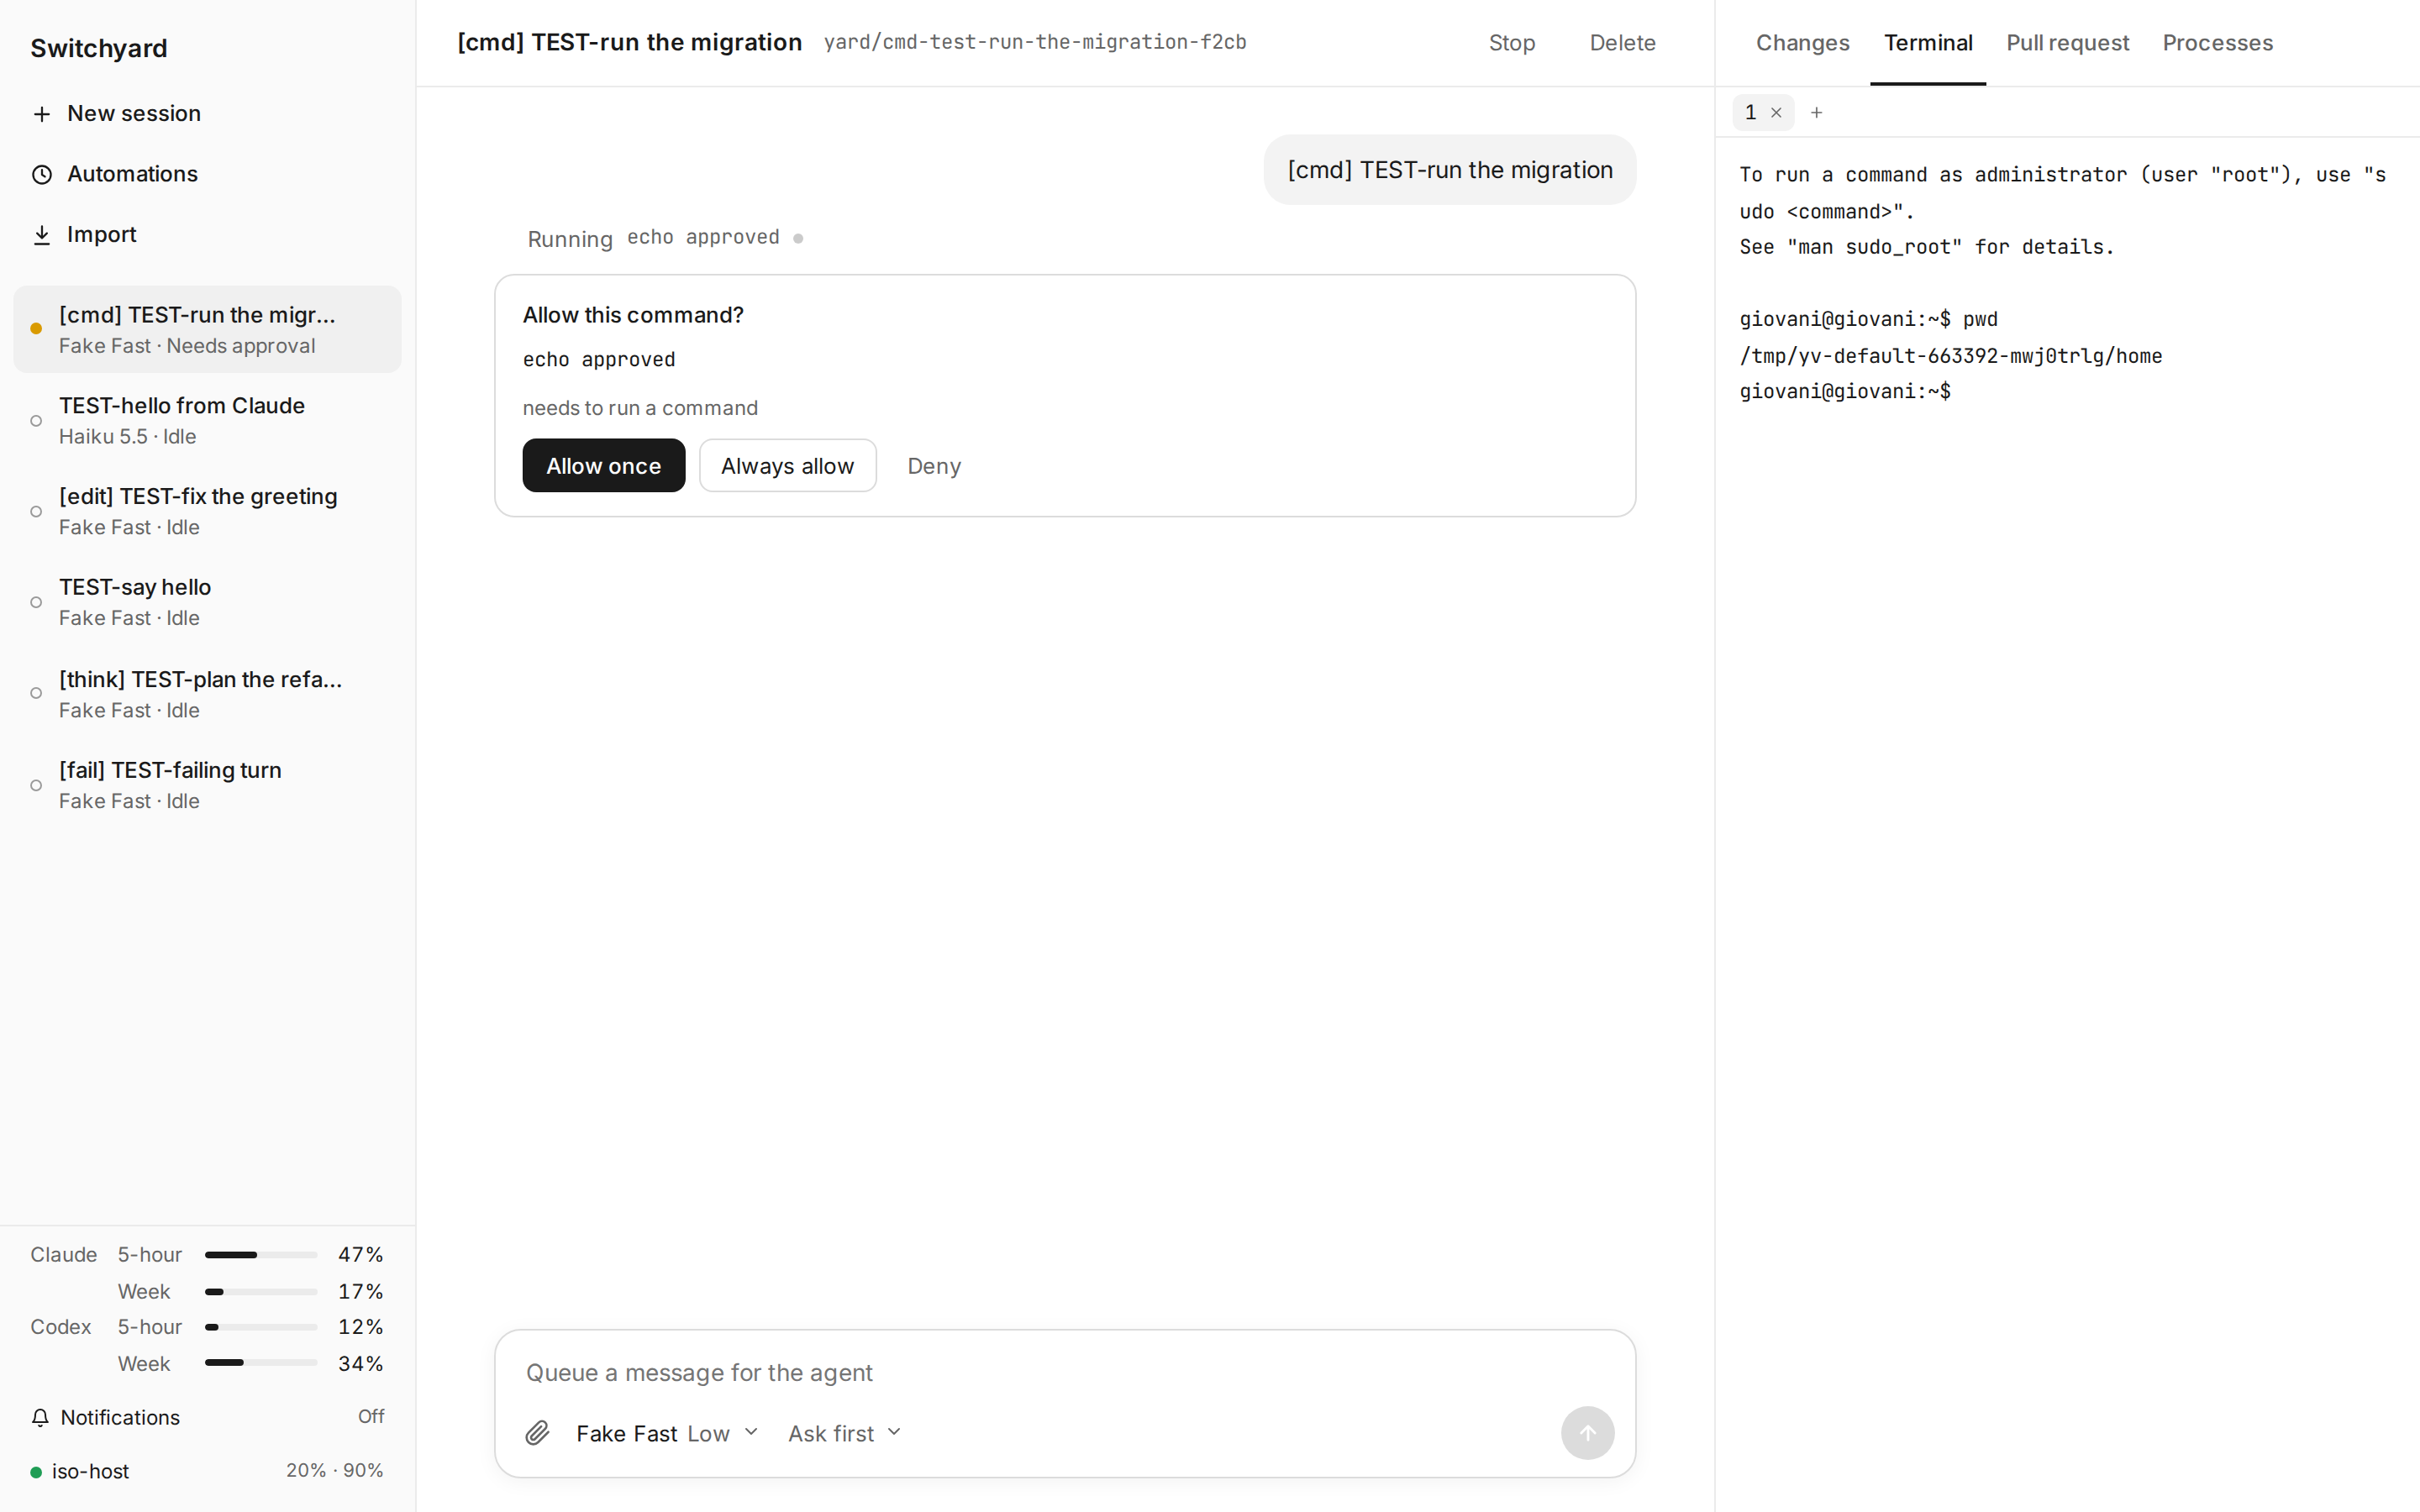 Switchyard
New session
Automations
Import
[cmd] TEST-run the migr...
Fake Fast · Needs approval
TEST-hello from Claude
Haiku 5.5 · Idle
[edit] TEST-fix the greeting
Fake Fast · Idle
TEST-say hello
Fake Fast · Idle
[think] TEST-plan the refa...
Fake Fast · Idle
[fail] TEST-failing turn
Fake Fast · Idle
Claude 5-hour 47%
Week 17%
Codex 5-hour 12%
Week 34%
Notifications Off
iso-host 20% · 90%
[cmd] TEST-run the migration yard/cmd-test-run-the-migration-f2cb Stop Delete
[cmd] TEST-run the migration
Running echo approved
Allow this command?
echo approved
needs to run a command
Allow once Always allow Deny
Queue a message for the agent
Fake Fast Low Ask first
Changes Terminal Pull request Processes
1 × +
To run a command as administrator (user "root"), use "s
udo <command>".
See "man sudo_root" for details.
giovani@giovani:~$ pwd
/tmp/yv-default-663392-mwj0trlg/home
giovani@giovani:~$